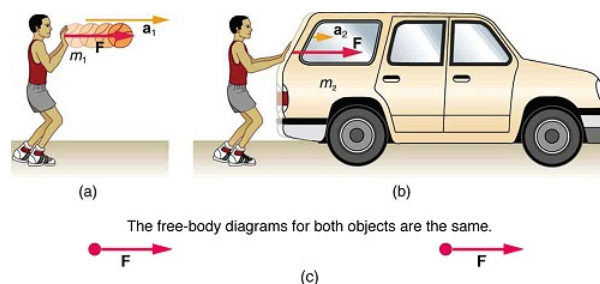 a₁
F
m₁
a₂
F
m₂
(a)
(b)
The free-body diagrams for both objects are the same.
F
F
(c)